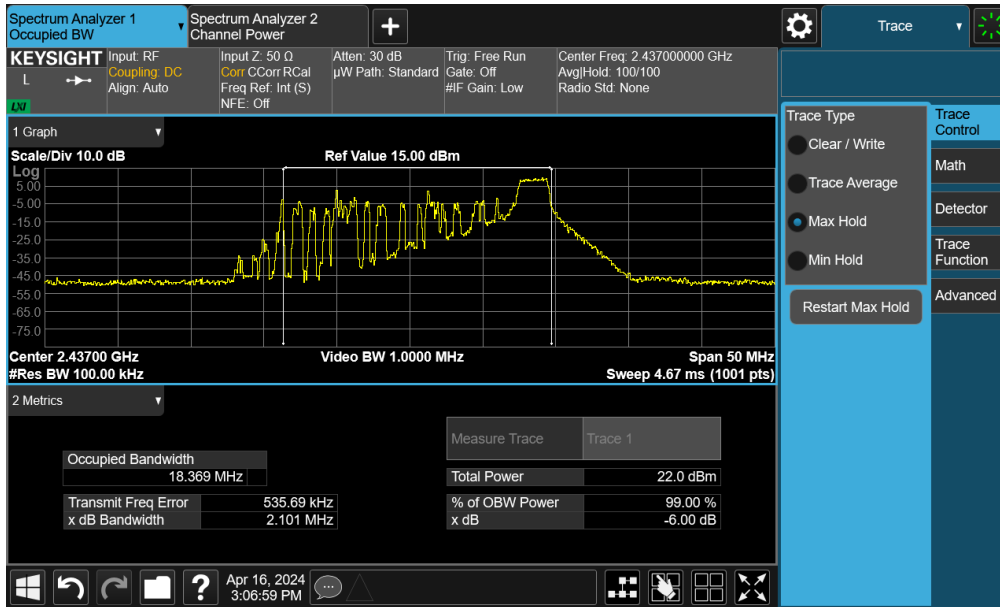 Spectrum Analyzer 1
Occupied BW
Spectrum Analyzer 2
Channel Power
Trace
KEYSIGHT
L
LXI
Input: RF
Coupling: DC
Align: Auto
Input Z: 50 Ω
Corr CCorr RCal
Freq Ref: Int (S)
NFE: Off
Atten: 30 dB
µW Path: Standard
Trig: Free Run
Gate: Off
#IF Gain: Low
Center Freq: 2.437000000 GHz
Avg|Hold: 100/100
Radio Std: None
1 Graph
Scale/Div 10.0 dB
Ref Value 15.00 dBm
Log
5.00
-5.00
-15.0
-25.0
-35.0
-45.0
-55.0
-65.0
-75.0
Center 2.43700 GHz
#Res BW 100.00 kHz
Video BW 1.0000 MHz
Span 50 MHz
Sweep 4.67 ms (1001 pts)
2 Metrics
Measure Trace Trace 1
Occupied Bandwidth
18.369 MHz
Total Power 22.0 dBm
Transmit Freq Error 535.69 kHz
x dB Bandwidth 2.101 MHz
% of OBW Power 99.00 %
x dB -6.00 dB
Trace Type
Clear / Write
Trace Average
Max Hold
Min Hold
Restart Max Hold
Trace
Control
Math
Detector
Trace
Function
Advanced
?
Apr 16, 2024
3:06:59 PM